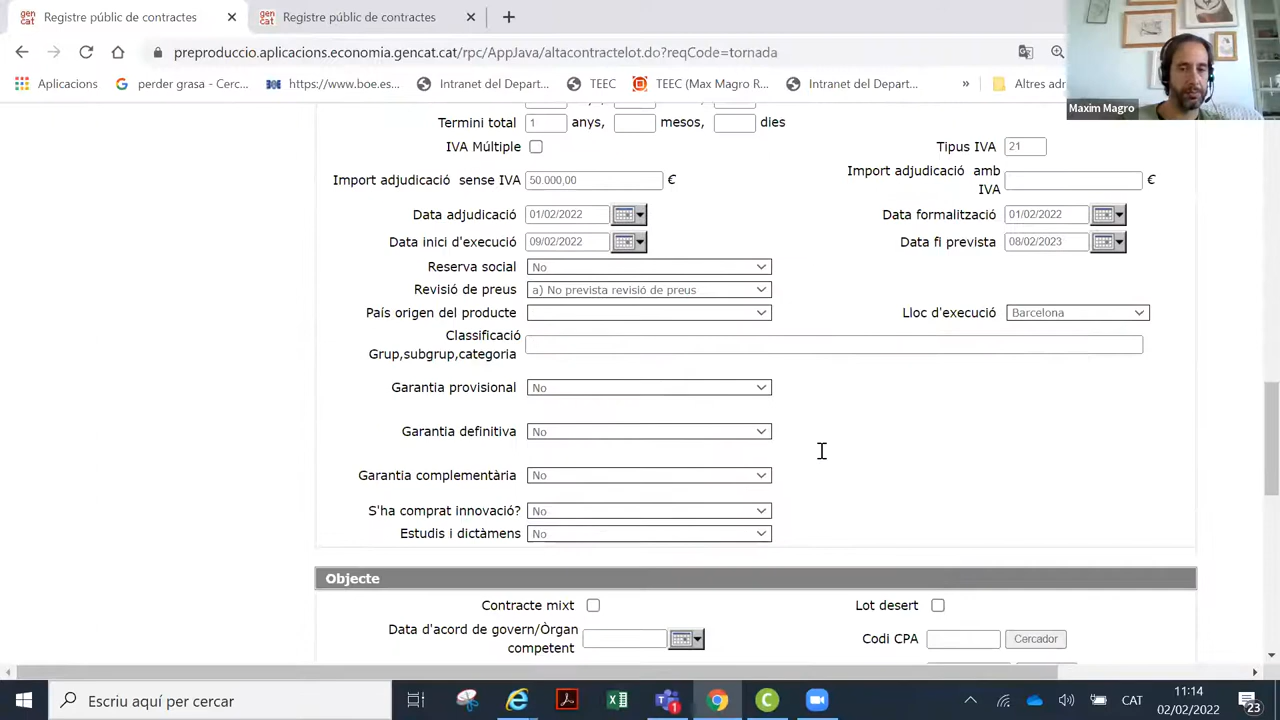 Registre públic de contractes
Registre públic de contractes
preproduccio.aplicacions.economia.gencat.cat/rpc/AppJava/altacontractelot.do?reqCode=tornada
Aplicacions
perder grasa - Cerc...
https://www.boe.es...
Intranet del Depart...
TEEC
TEEC (Max Magro R...
Intranet del Depart...
»
Altres adr
Maxim Magro
Termini total 1 anys, mesos, dies
IVA Múltiple
Tipus IVA 21
Import adjudicació sense IVA 50.000,00 €
Import adjudicació amb
IVA €
Data adjudicació 01/02/2022
Data formalització 01/02/2022
Data inici d'execució 09/02/2022
Data fi prevista 08/02/2023
Reserva social No
Revisió de preus a) No prevista revisió de preus
País origen del producte
Lloc d'execució Barcelona
Classificació
Grup,subgrup,categoria
Garantia provisional No
Garantia definitiva No
Garantia complementària No
S'ha comprat innovació? No
Estudis i dictàmens No
Objecte
Contracte mixt
Lot desert
Data d'acord de govern/Òrgan
competent
Codi CPA Cercador
Escriu aquí per cercar
CAT
11:14
02/02/2022
23